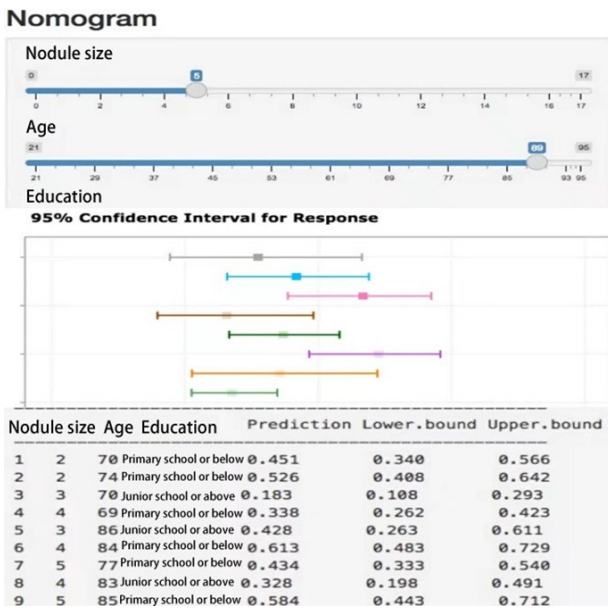 Nomogram
Nodule size
0 5 17
0 2 4 6 8 10 12 14 16 17
Age
21 89 95
21 29 37 45 53 61 69 77 85 93 95
Education
95% Confidence Interval for Response
Nodule size Age Education Prediction Lower.bound Upper.bound
1 2 70 Primary school or below 0.451 0.340 0.566
2 2 74 Primary school or below 0.526 0.408 0.642
3 3 70 Junior school or above 0.183 0.108 0.293
4 4 69 Primary school or below 0.338 0.262 0.423
5 3 86 Junior school or above 0.428 0.263 0.611
6 4 84 Primary school or below 0.613 0.483 0.729
7 5 77 Primary school or below 0.434 0.333 0.540
8 4 83 Junior school or above 0.328 0.198 0.491
9 5 85 Primary school or below 0.584 0.443 0.712